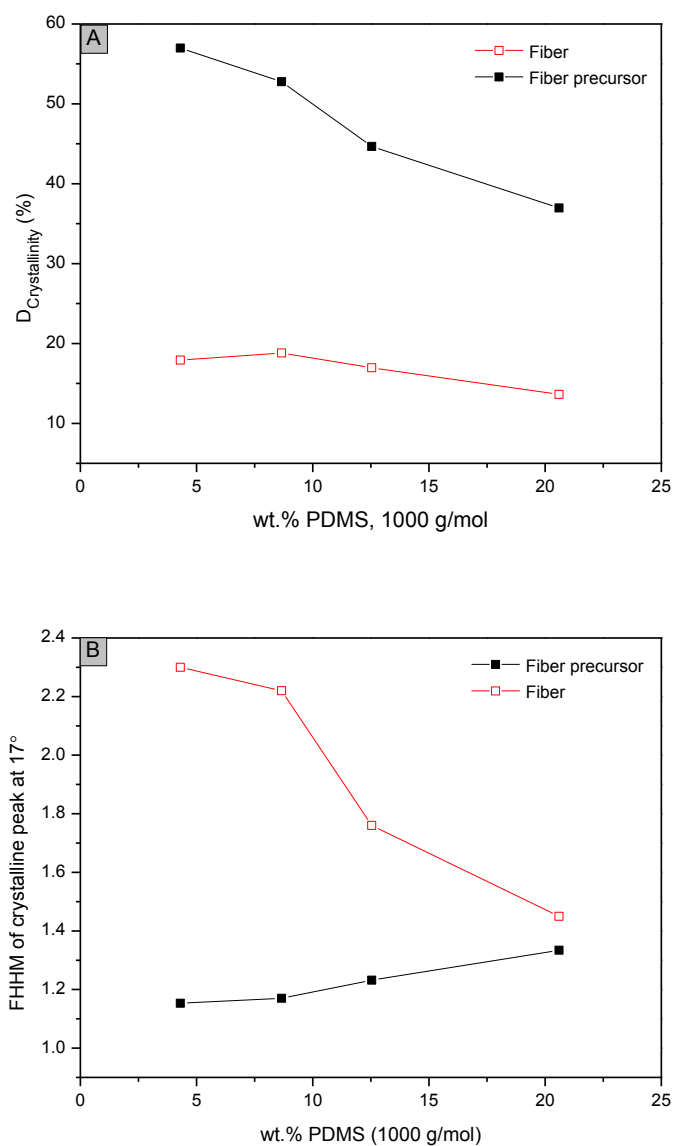 A
Fiber
Fiber precursor
60
50
40
30
20
10
D Crystallinity (%)
0 5 10 15 20 25
wt.% PDMS, 1000 g/mol
B
Fiber precursor
Fiber
2.4
2.2
2.0
1.8
1.6
1.4
1.2
1.0
FHHM of crystalline peak at 17°
0 5 10 15 20 25
wt.% PDMS (1000 g/mol)